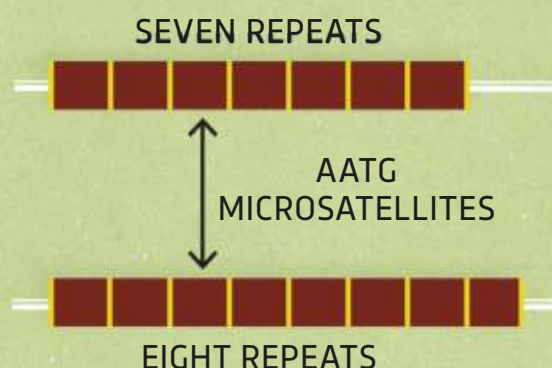 SEVEN REPEATS
AATG
MICROSATELLITES
EIGHT REPEATS